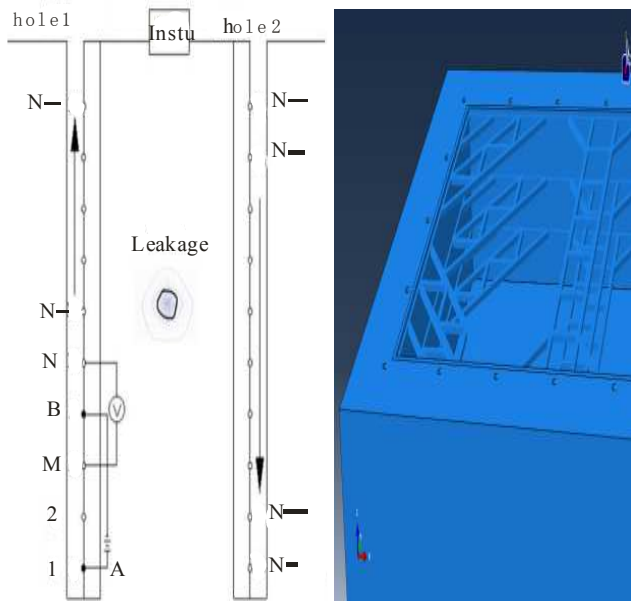 hole1 Instu hole2
N— N—
N—
Leakage
N—
N
B V
M
2 N—
1 A N—